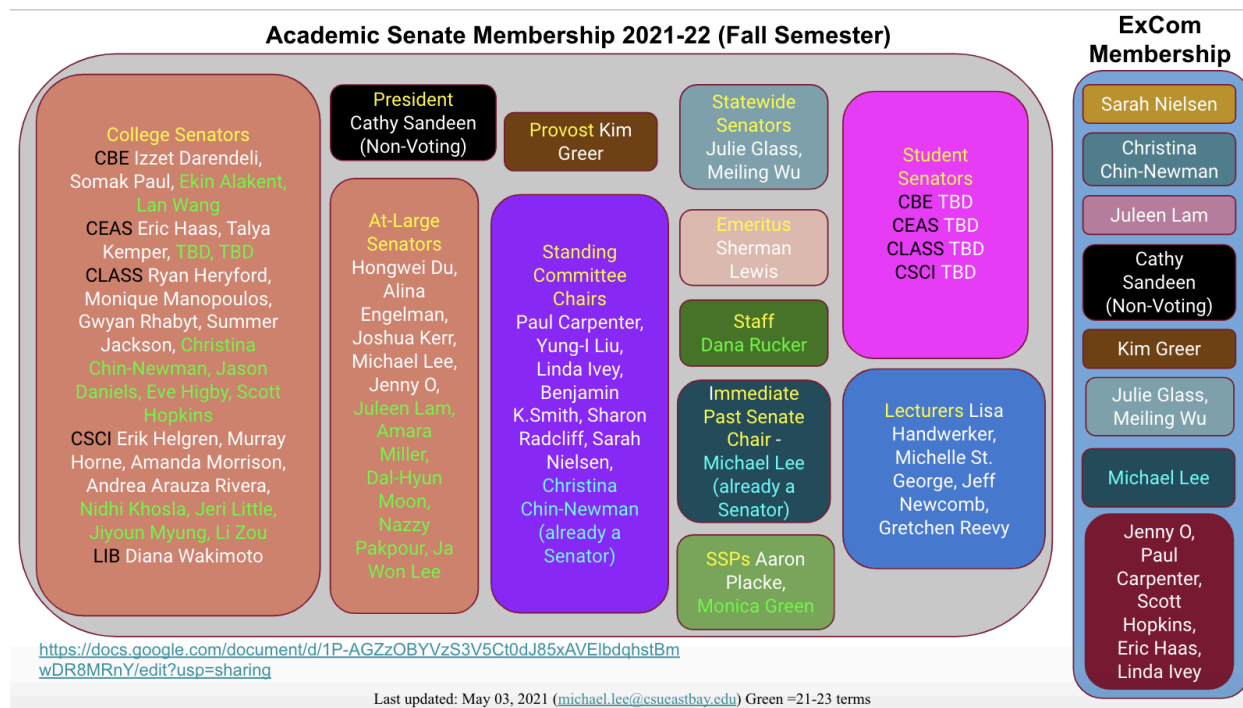 Academic Senate Membership 2021-22 (Fall Semester)
College Senators
CBE Izzet Darendeli,
Somak Paul, Ekin Alakent,
Lan Wang
CEAS Eric Haas, Talya
Kemper, TBD, TBD
CLASS Ryan Heryford,
Monique Manopoulos,
Gwyan Rhabyt, Summer
Jackson, Christina
Chin-Newman, Jason
Daniels, Eve Higby, Scott
Hopkins
CSCI Erik Helgren, Murray
Horne, Amanda Morrison,
Andrea Arauza Rivera,
Nidhi Khosla, Jeri Little,
Jiyoun Myung, Li Zou
LIB Diana Wakimoto
President
Cathy Sandeen
(Non-Voting)
At-Large
Senators
Hongwei Du,
Alina
Engelman,
Joshua Kerr,
Michael Lee,
Jenny O,
Juleen Lam,
Amara
Miller,
Dal-Hyun
Moon,
Nazzy
Pakpour, Ja
Won Lee
Provost Kim
Greer
Standing
Committee
Chairs
Paul Carpenter,
Yung-I Liu,
Linda Ivey,
Benjamin
K.Smith, Sharon
Radcliff, Sarah
Nielsen,
Christina
Chin-Newman
(already a
Senator)
Statewide
Senators
Julie Glass,
Meiling Wu
Emeritus
Sherman
Lewis
Staff
Dana Rucker
Immediate
Past Senate
Chair -
Michael Lee
(already a
Senator)
SSPs Aaron
Placke,
Monica Green
Student
Senators
CBE TBD
CEAS TBD
CLASS TBD
CSCI TBD
Lecturers Lisa
Handwerker,
Michelle St.
George, Jeff
Newcomb,
Gretchen Reevy
ExCom
Membership
Sarah Nielsen
Christina
Chin-Newman
Juleen Lam
Cathy
Sandeen
(Non-Voting)
Kim Greer
Julie Glass,
Meiling Wu
Michael Lee
Jenny O,
Paul
Carpenter,
Scott
Hopkins,
Eric Haas,
Linda Ivey
https://docs.google.com/document/d/1P-AGZzOBYVzS3V5Ct0dJ85xAVElbdqhstBm
wDR8MRnY/edit?usp=sharing
Last updated: May 03, 2021 (michael.lee@csueastbay.edu) Green =21-23 terms